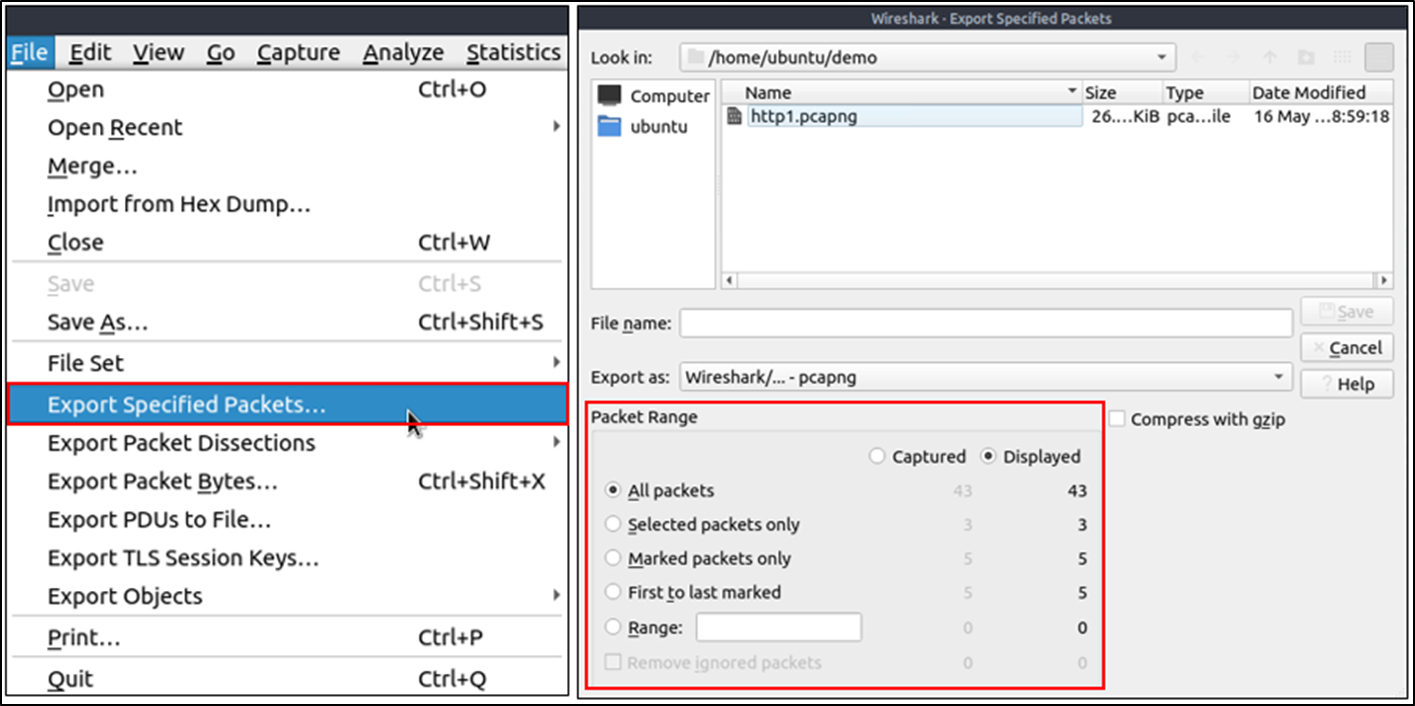 File Edit View Go Capture Analyze Statistics
Open Ctrl+O
Open Recent
Merge...
Import from Hex Dump...
Close Ctrl+W
Save Ctrl+S
Save As... Ctrl+Shift+S
File Set
Export Specified Packets...
Export Packet Dissections
Export Packet Bytes... Ctrl+Shift+X
Export PDUs to File...
Export TLS Session Keys...
Export Objects
Print... Ctrl+P
Quit Ctrl+Q
Wireshark · Export Specified Packets
Look in: /home/ubuntu/demo
Computer
ubuntu
Name Size Type Date Modified
http1.pcapng 26....KiB pca...ile 16 May ...8:59:18
File name: Save
Cancel
Export as: Wireshark/... - pcapng Help
Packet Range Compress with gzip
Captured Displayed
All packets 43 43
Selected packets only 3 3
Marked packets only 5 5
First to last marked 5 5
Range: 0 0
Remove ignored packets 0 0